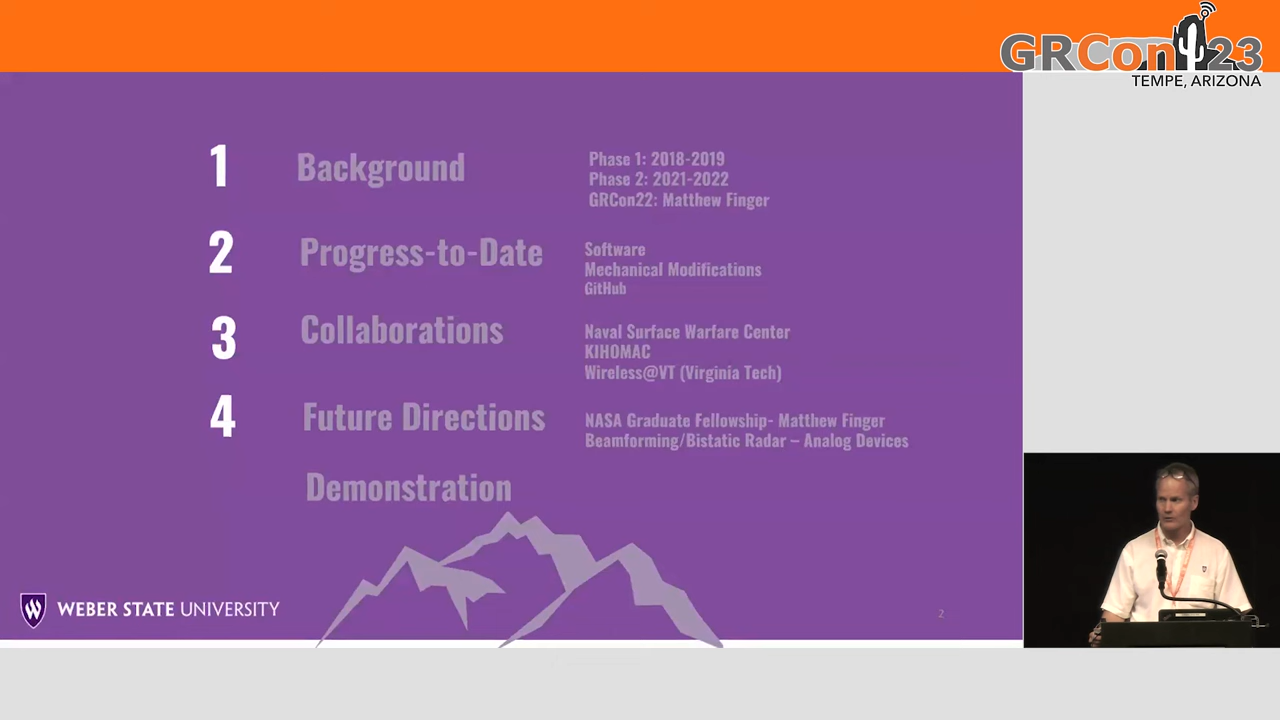 GRCon 23
TEMPE, ARIZONA
1 Background
Phase 1: 2018-2019
Phase 2: 2021-2022
GRCon22: Matthew Finger
2 Progress-to-Date
Software
Mechanical Modifications
GitHub
3 Collaborations
Naval Surface Warfare Center
KIHOMAC
Wireless@VT (Virginia Tech)
4 Future Directions
NASA Graduate Fellowship- Matthew Finger
Beamforming/Bistatic Radar – Analog Devices
Demonstration
W WEBER STATE UNIVERSITY
2